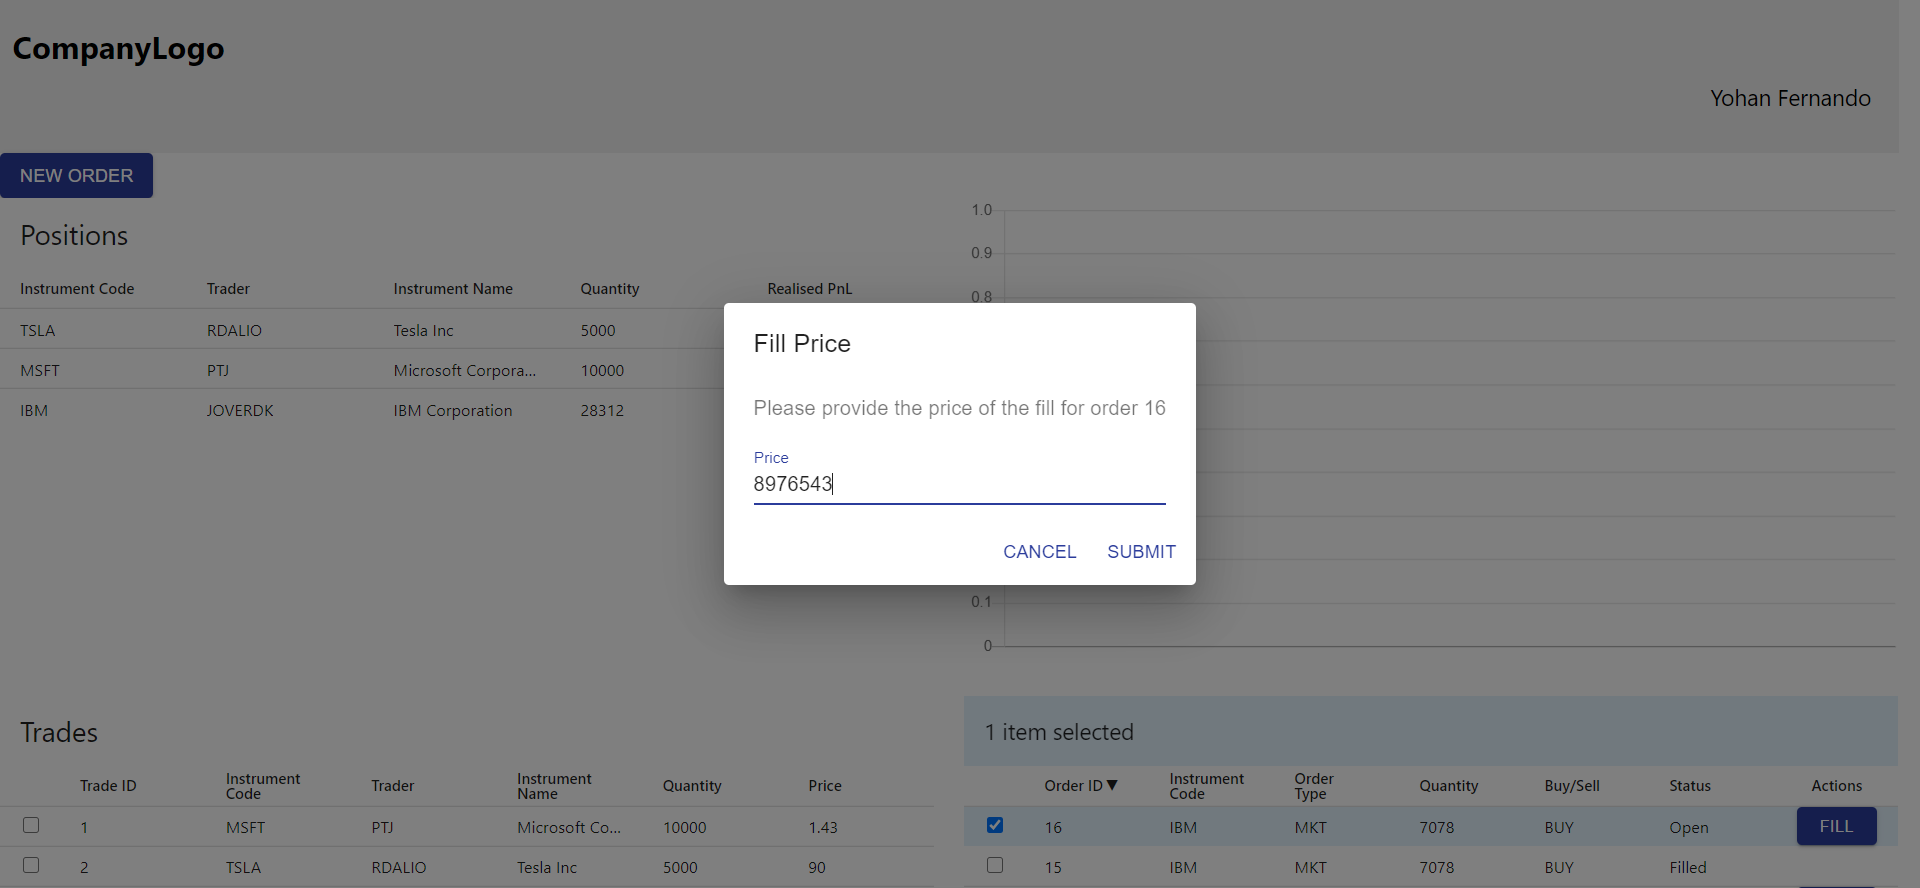 CompanyLogo
Yohan Fernando
NEW ORDER
Positions
Instrument Code Trader Instrument Name Quantity Realised PnL
TSLA RDALIO Tesla Inc 5000
MSFT PTJ Microsoft Corpora... 10000
IBM JOVERDK IBM Corporation 28312
1.0
0.9
0.8
0.1
0
Fill Price
Please provide the price of the fill for order 16
Price
8976543
CANCEL SUBMIT
Trades
Trade ID Instrument Code Trader Instrument Name Quantity Price
1 MSFT PTJ Microsoft Co... 10000 1.43
2 TSLA RDALIO Tesla Inc 5000 90
1 item selected
Order ID▼ Instrument Code Order Type Quantity Buy/Sell Status Actions
16 IBM MKT 7078 BUY Open FILL
15 IBM MKT 7078 BUY Filled